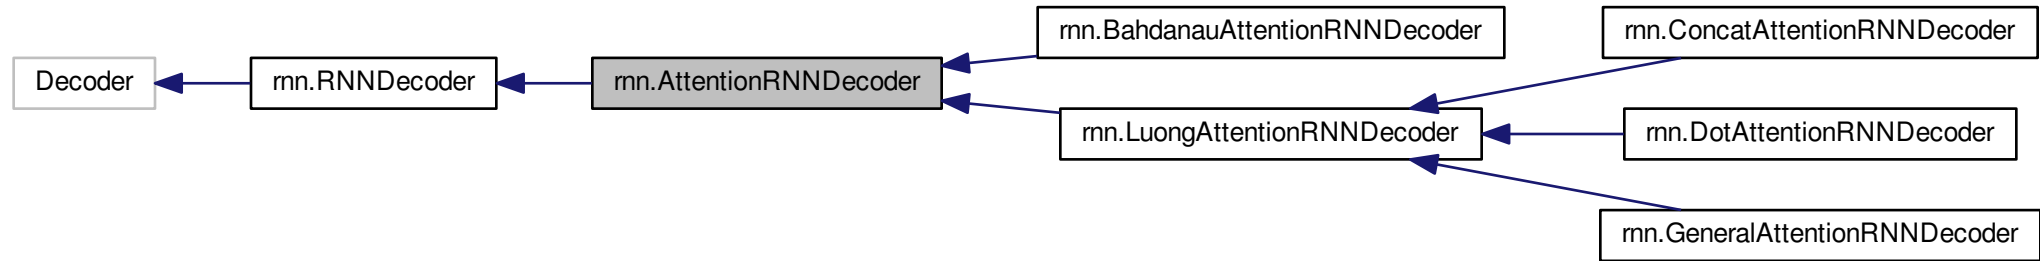 Decoder
rnn.RNNDecoder
rnn.AttentionRNNDecoder
rnn.BahdanauAttentionRNNDecoder
rnn.LuongAttentionRNNDecoder
rnn.ConcatAttentionRNNDecoder
rnn.DotAttentionRNNDecoder
rnn.GeneralAttentionRNNDecoder